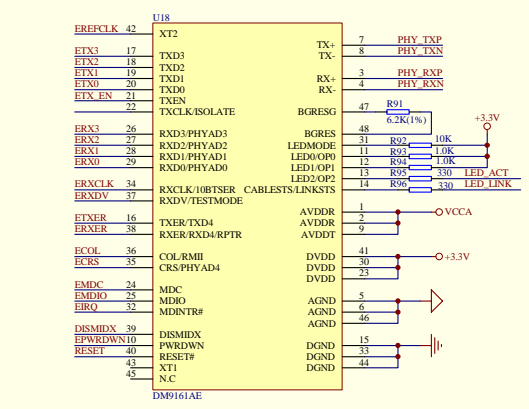 U18
EREFCLK 42 XT2
TX+ 7 PHY_TXP
ETX3 17 TXD3 TX- 8 PHY_TXN
ETX2 18 TXD2
ETX1 19 TXD1 RX+ 3 PHY_RXP
ETX0 20 TXD0 RX- 4 PHY_RXN
ETX_EN 21 TXEN
22 TXCLK/ISOLATE BGRESG 47 R91
6.2K(1%) +3.3V
ERX3 26 RXD3/PHYAD3 BGRES 48
ERX2 27 RXD2/PHYAD2 LEDMODE 31 R92 10K
ERX1 28 RXD1/PHYAD1 LED0/OP0 11 R93 1.0K
ERX0 29 RXD0/PHYAD0 LED1/OP1 12 R94 1.0K
LED2/OP2 13 R95 330 LED_ACT
ERXCLK 34 RXCLK/10BTSER CABLESTS/LINKSTS 14 R96 330 LED_LINK
ERXDV 37 RXDV/TESTMODE
AVDDR 1
ETXER 16 TXER/TXD4 AVDDR 2 VCCA
ERXER 38 RXER/RXD4/RPTR AVDDT 9
ECOL 36 COL/RMII DVDD 41 +3.3V
ECRS 35 CRS/PHYAD4 DVDD 30
DVDD 23
EMDC 24 MDC
EMDIO 25 MDIO AGND 5
EIRQ 32 MDINTR# AGND 6
AGND 46
DISMIDX 39 DISMIDX
EPWRDWN 10 PWRDWN DGND 15
RESET 40 RESET# DGND 33
43 XT1 DGND 44
45 N.C
DM9161AE